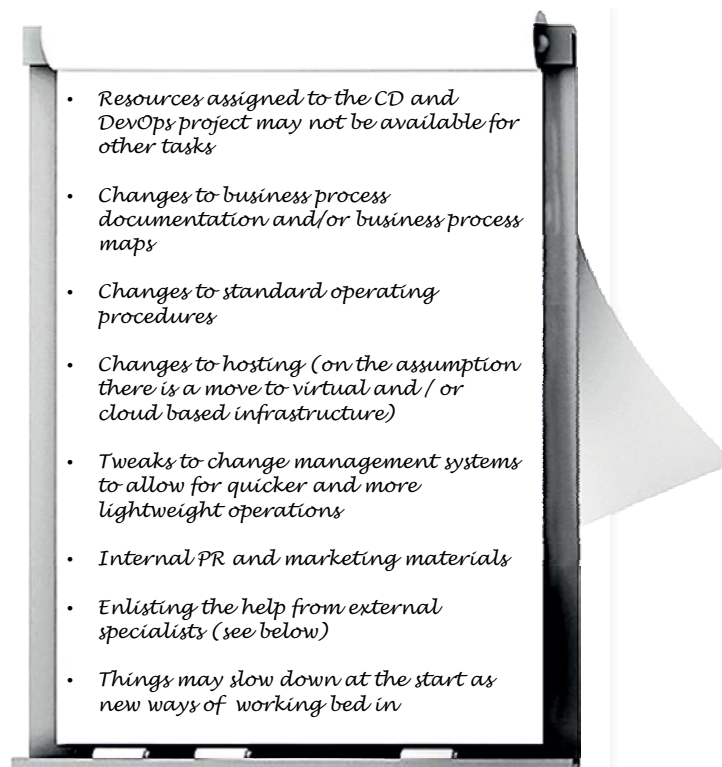 • Resources assigned to the CD and
DevOps project may not be available for
other tasks
• Changes to business process
documentation and/or business process
maps
• Changes to standard operating
procedures
• Changes to hosting (on the assumption
there is a move to virtual and / or
cloud based infrastructure)
• Tweaks to change management systems
to allow for quicker and more
lightweight operations
• Internal PR and marketing materials
• Enlisting the help from external
specialists (see below)
• Things may slow down at the start as
new ways of working bed in